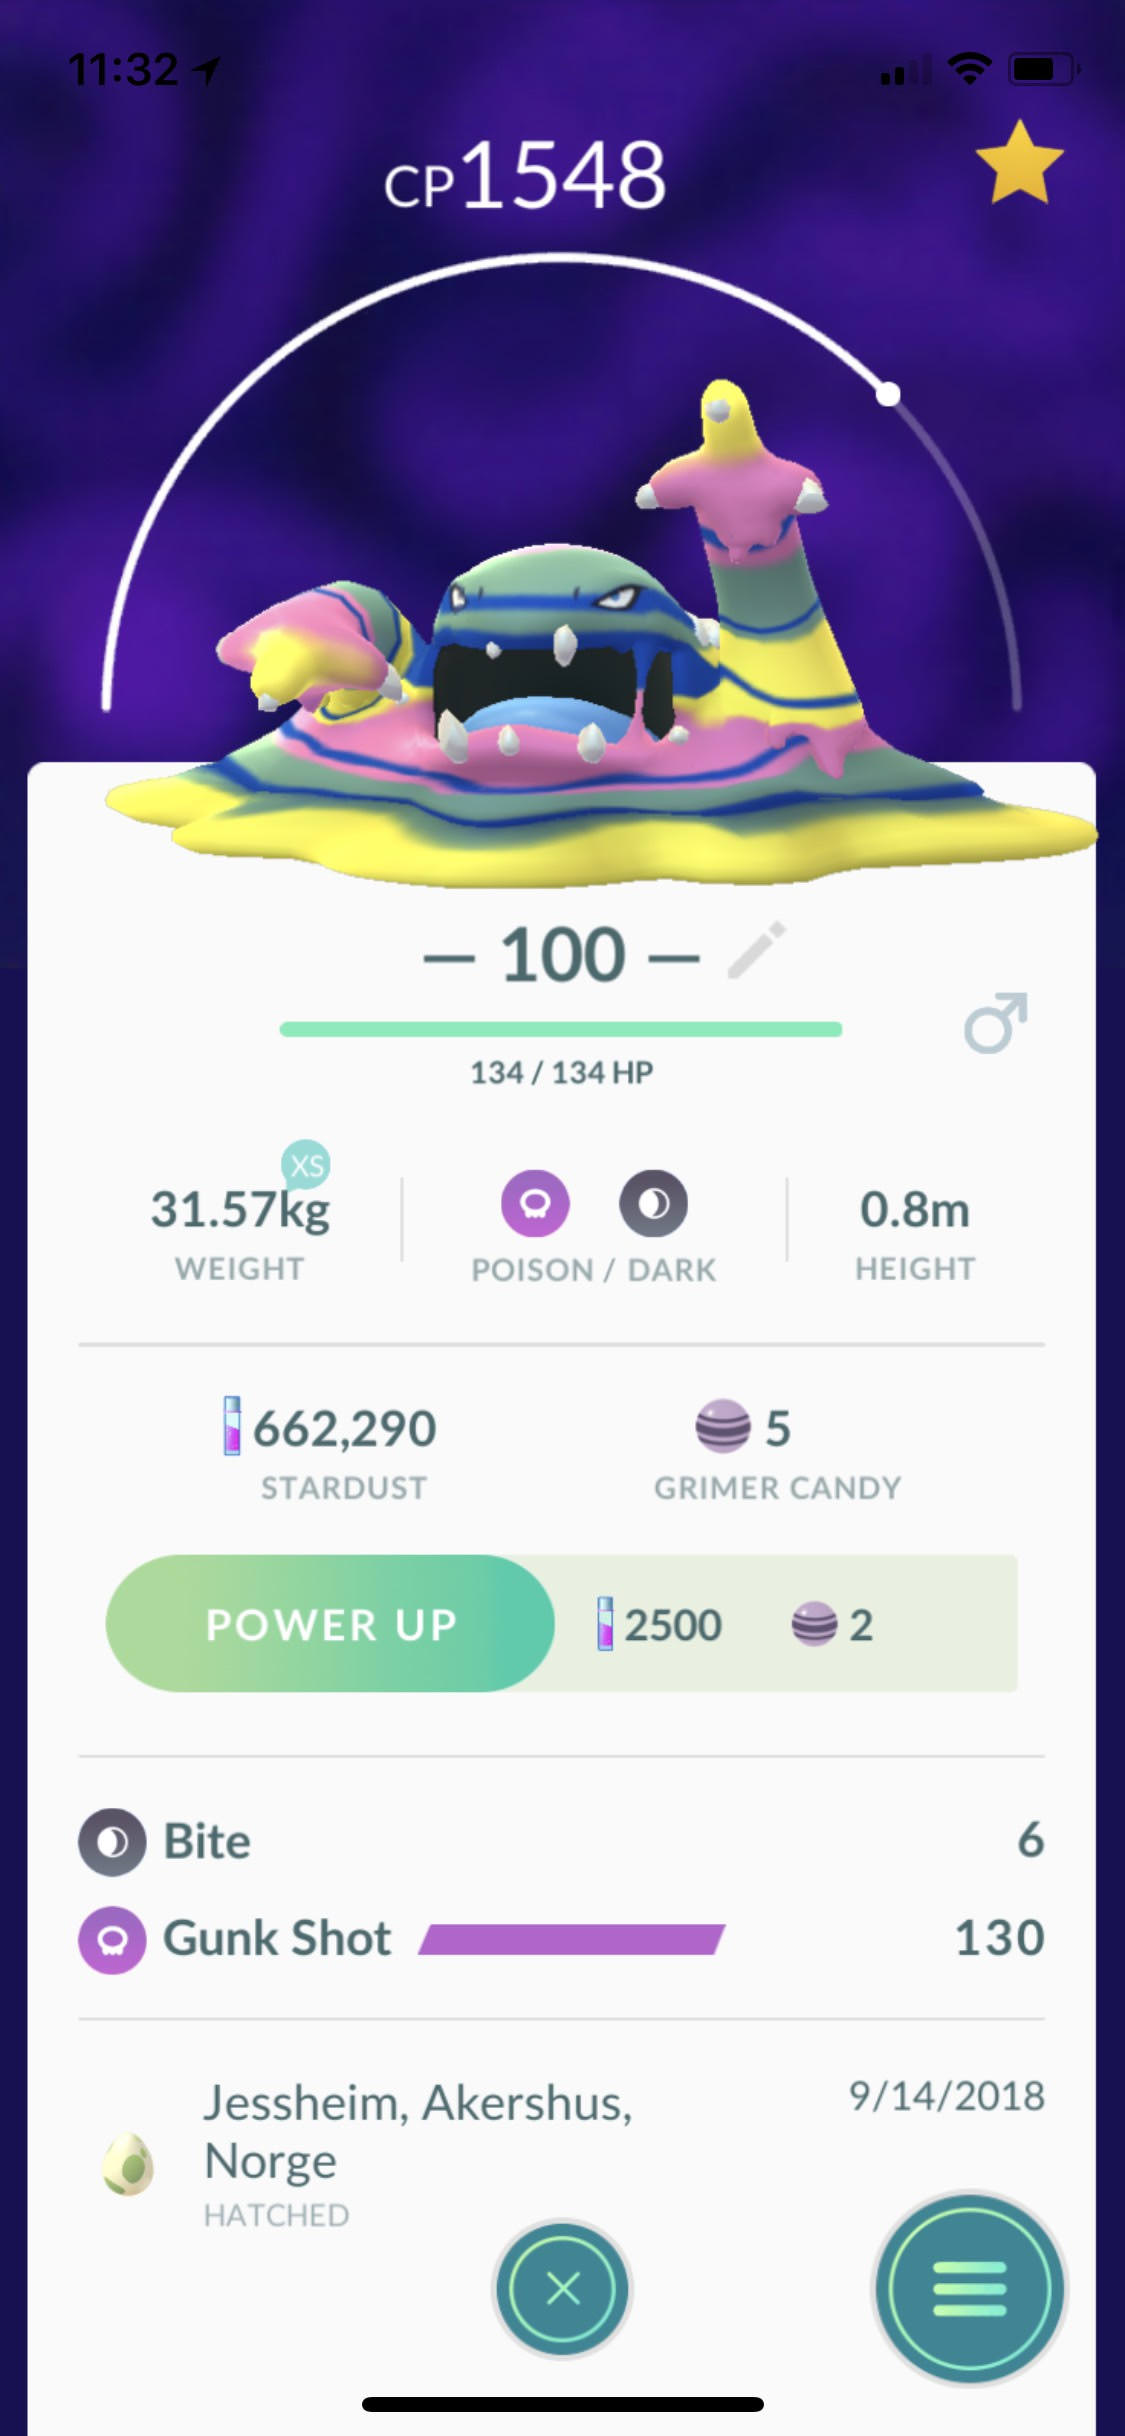 11:32
CP1548
— 100 —
134 / 134 HP
XS
31.57kg
WEIGHT
POISON / DARK
0.8m
HEIGHT
662,290
STARDUST
5
GRIMER CANDY
POWER UP 2500 2
Bite 6
Gunk Shot 130
Jessheim, Akershus,
Norge
HATCHED
9/14/2018